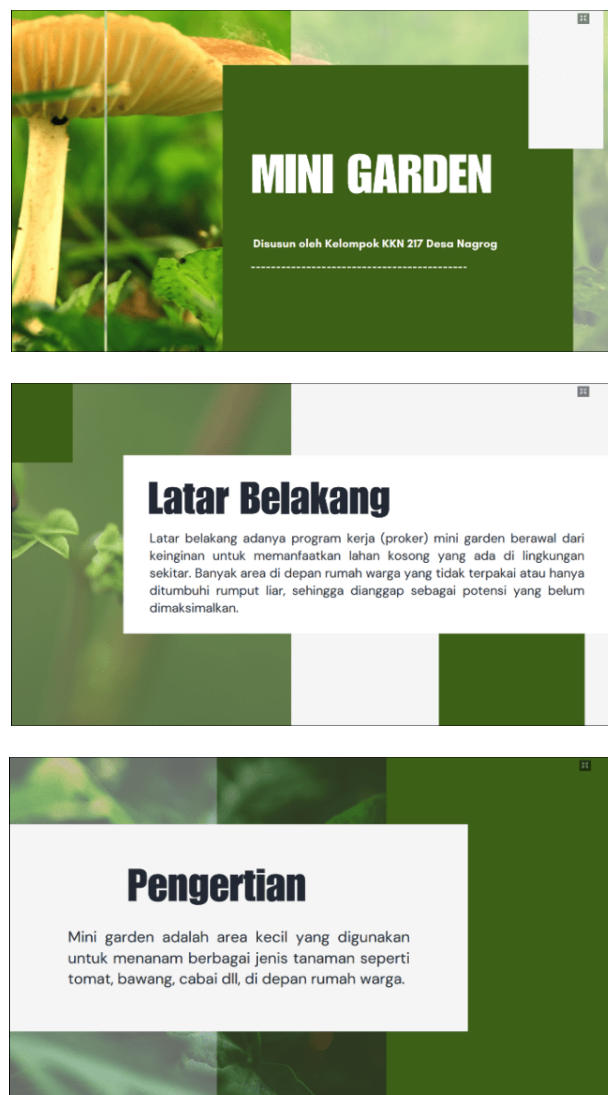 MINI GARDEN
Disusun oleh Kelompok KKN 217 Desa Nagrog
Latar Belakang
Latar belakang adanya program kerja (proker) mini garden berawal dari
keinginan untuk memanfaatkan lahan kosong yang ada di lingkungan
sekitar. Banyak area di depan rumah warga yang tidak terpakai atau hanya
ditumbuhi rumput liar, sehingga dianggap sebagai potensi yang belum
dimaksimalkan.
Pengertian
Mini garden adalah area kecil yang digunakan
untuk menanam berbagai jenis tanaman seperti
tomat, bawang, cabai dll, di depan rumah warga.